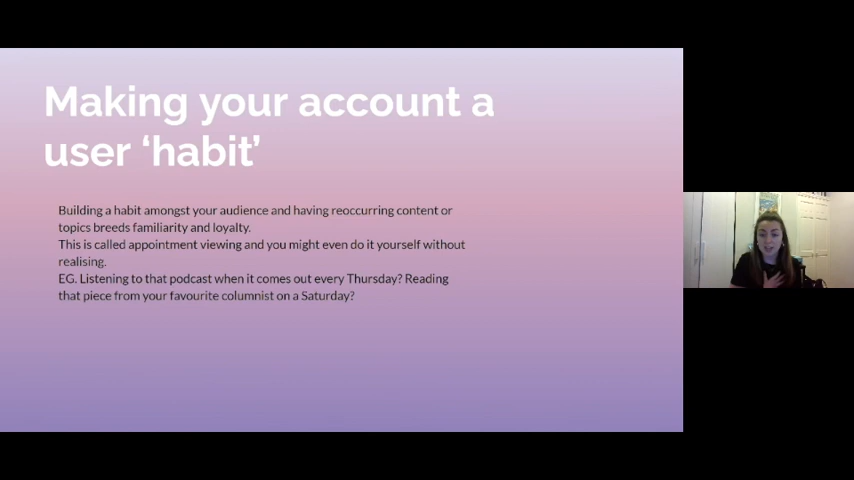 Making your account a
user ‘habit’
Building a habit amongst your audience and having reoccurring content or
topics breeds familiarity and loyalty.
This is called appointment viewing and you might even do it yourself without
realising.
EG. Listening to that podcast when it comes out every Thursday? Reading
that piece from your favourite columnist on a Saturday?